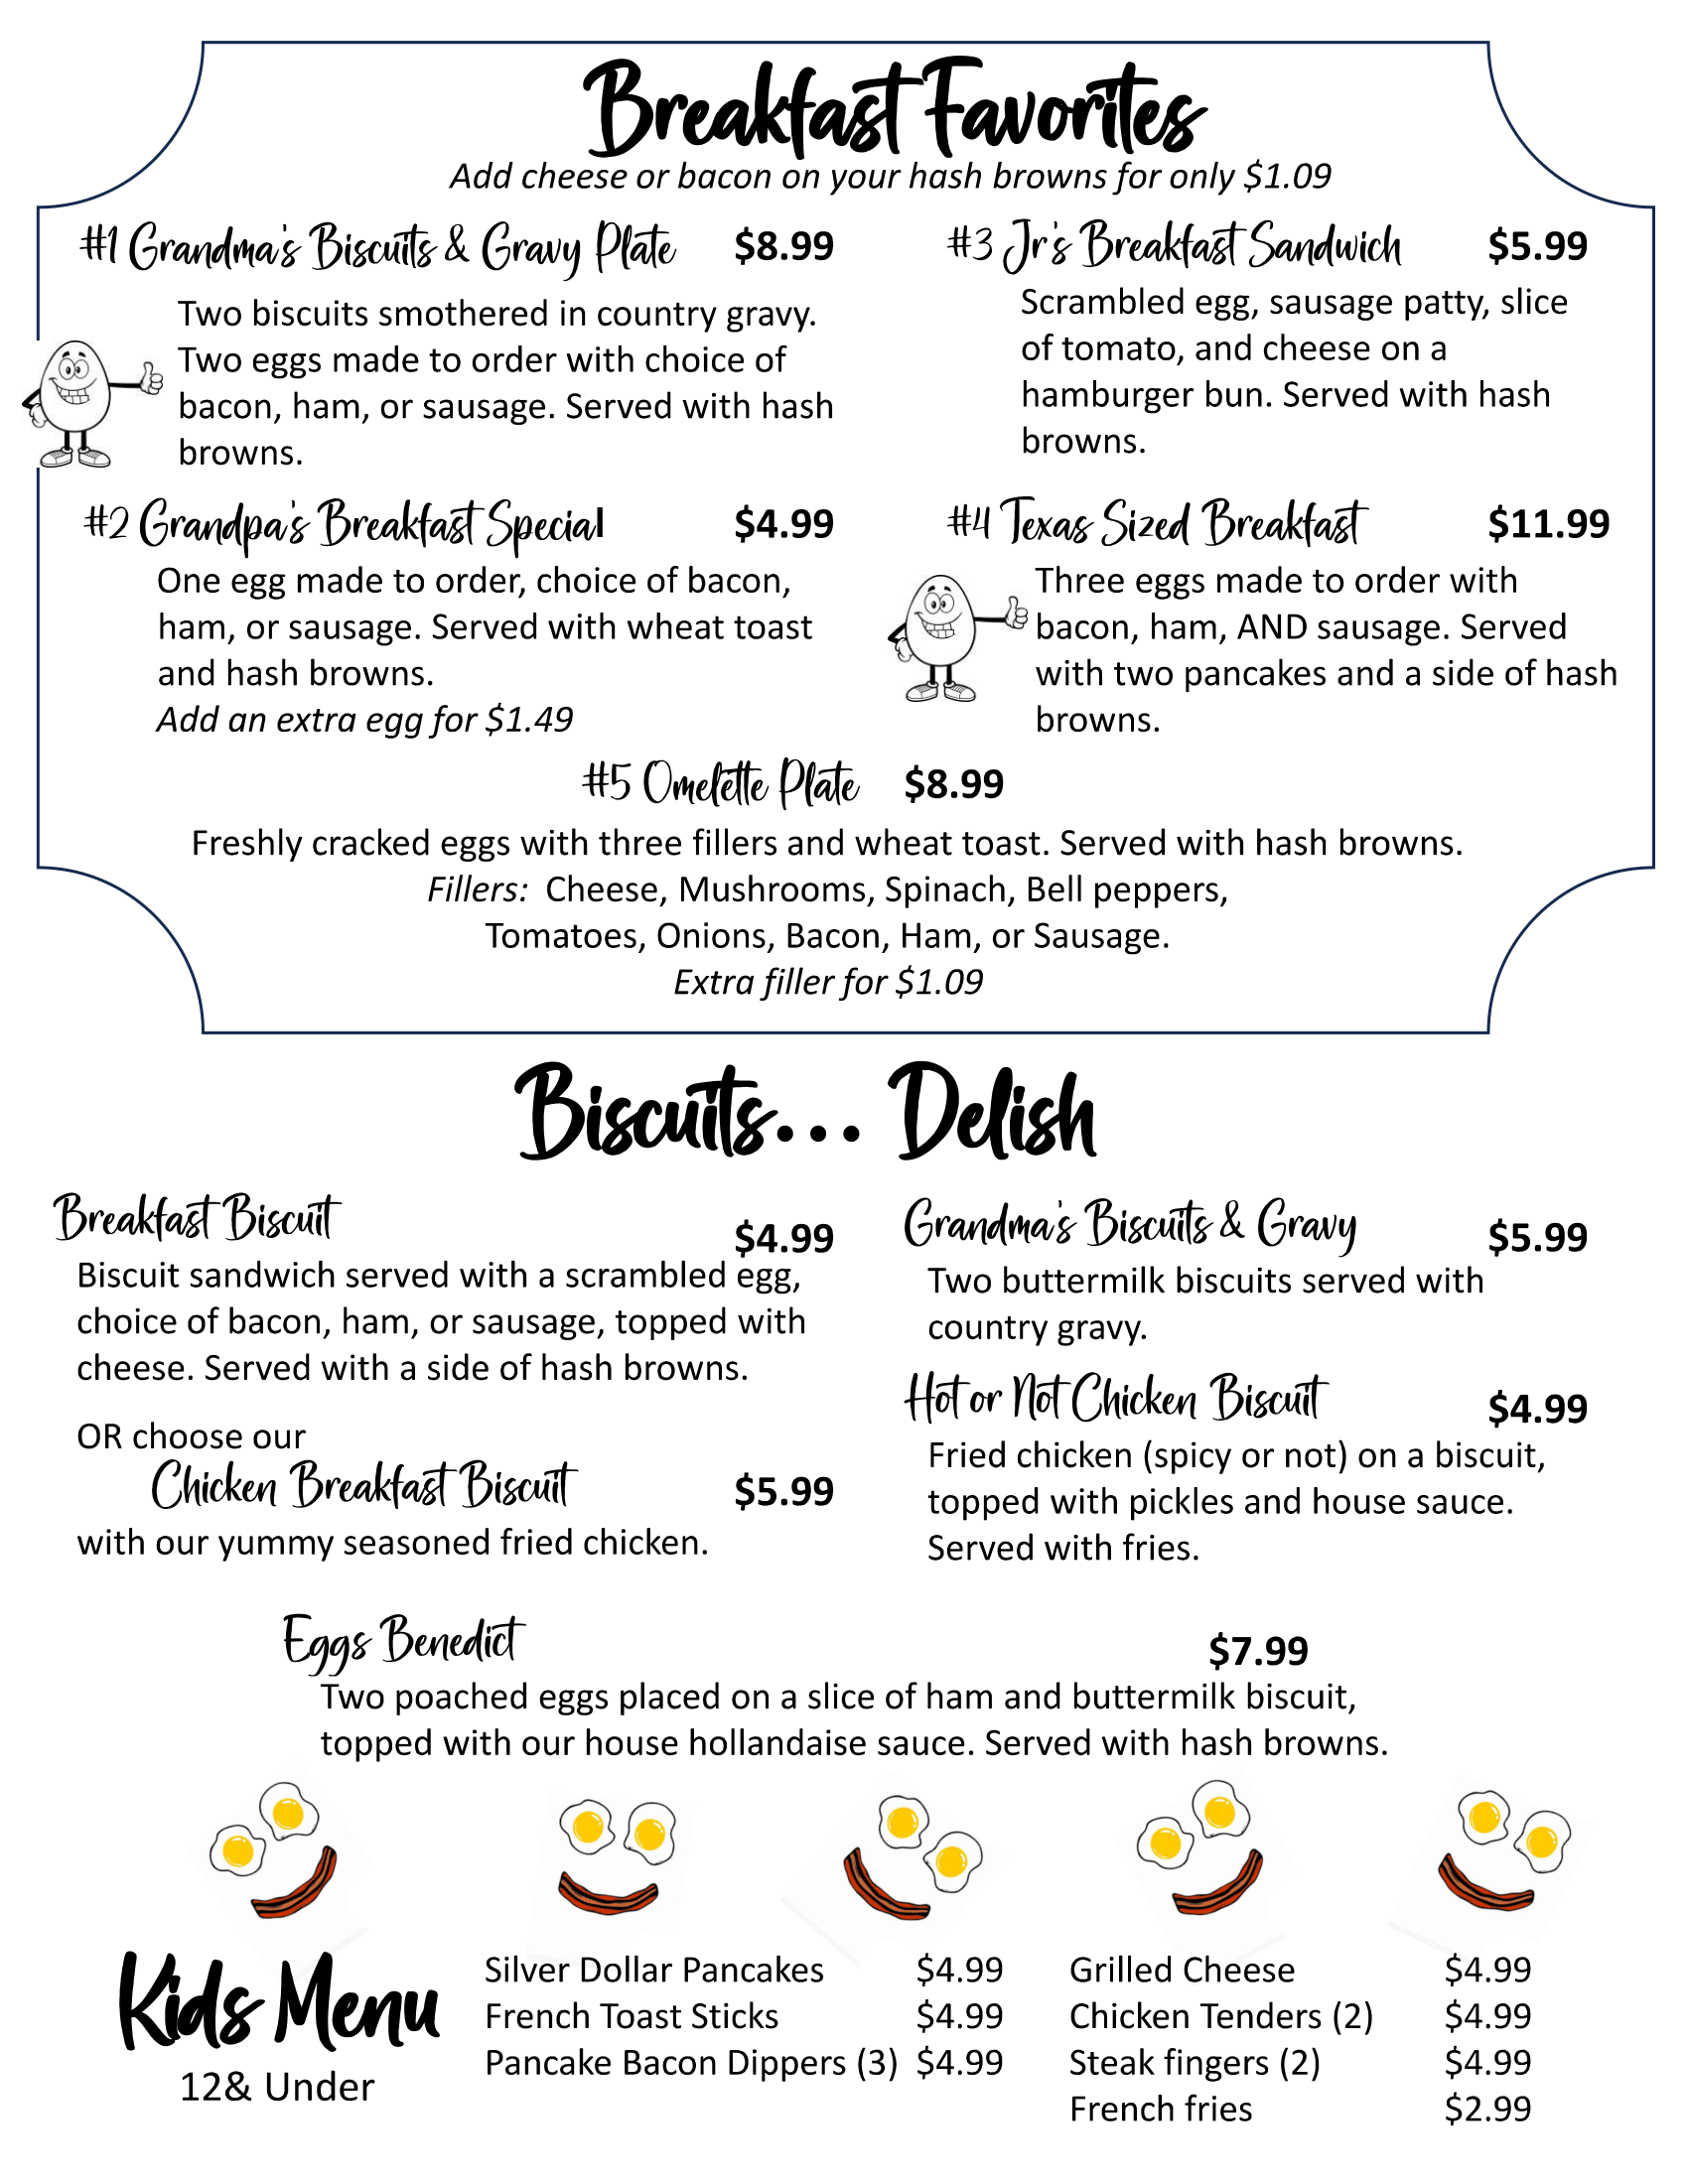 Breakfast Favorites
Add cheese or bacon on your hash browns for only $1.09
#1 Grandma's Biscuits & Gravy Plate $8.99
Two biscuits smothered in country gravy.
Two eggs made to order with choice of
bacon, ham, or sausage. Served with hash
browns.
#2 Grandpa's Breakfast Special $4.99
One egg made to order, choice of bacon,
ham, or sausage. Served with wheat toast
and hash browns.
Add an extra egg for $1.49
#3 Jr's Breakfast Sandwich $5.99
Scrambled egg, sausage patty, slice
of tomato, and cheese on a
hamburger bun. Served with hash
browns.
#4 Texas Sized Breakfast $11.99
Three eggs made to order with
bacon, ham, AND sausage. Served
with two pancakes and a side of hash
browns.
#5 Omelette Plate $8.99
Freshly cracked eggs with three fillers and wheat toast. Served with hash browns.
Fillers: Cheese, Mushrooms, Spinach, Bell peppers,
Tomatoes, Onions, Bacon, Ham, or Sausage.
Extra filler for $1.09
Biscuits... Delish
Breakfast Biscuit $4.99
Biscuit sandwich served with a scrambled egg,
choice of bacon, ham, or sausage, topped with
cheese. Served with a side of hash browns.
OR choose our
Chicken Breakfast Biscuit $5.99
with our yummy seasoned fried chicken.
Grandma's Biscuits & Gravy $5.99
Two buttermilk biscuits served with
country gravy.
Hot or Not Chicken Biscuit $4.99
Fried chicken (spicy or not) on a biscuit,
topped with pickles and house sauce.
Served with fries.
Eggs Benedict $7.99
Two poached eggs placed on a slice of ham and buttermilk biscuit,
topped with our house hollandaise sauce. Served with hash browns.
Kids Menu
12& Under
Silver Dollar Pancakes $4.99
French Toast Sticks $4.99
Pancake Bacon Dippers (3) $4.99
Grilled Cheese $4.99
Chicken Tenders (2) $4.99
Steak fingers (2) $4.99
French fries $2.99